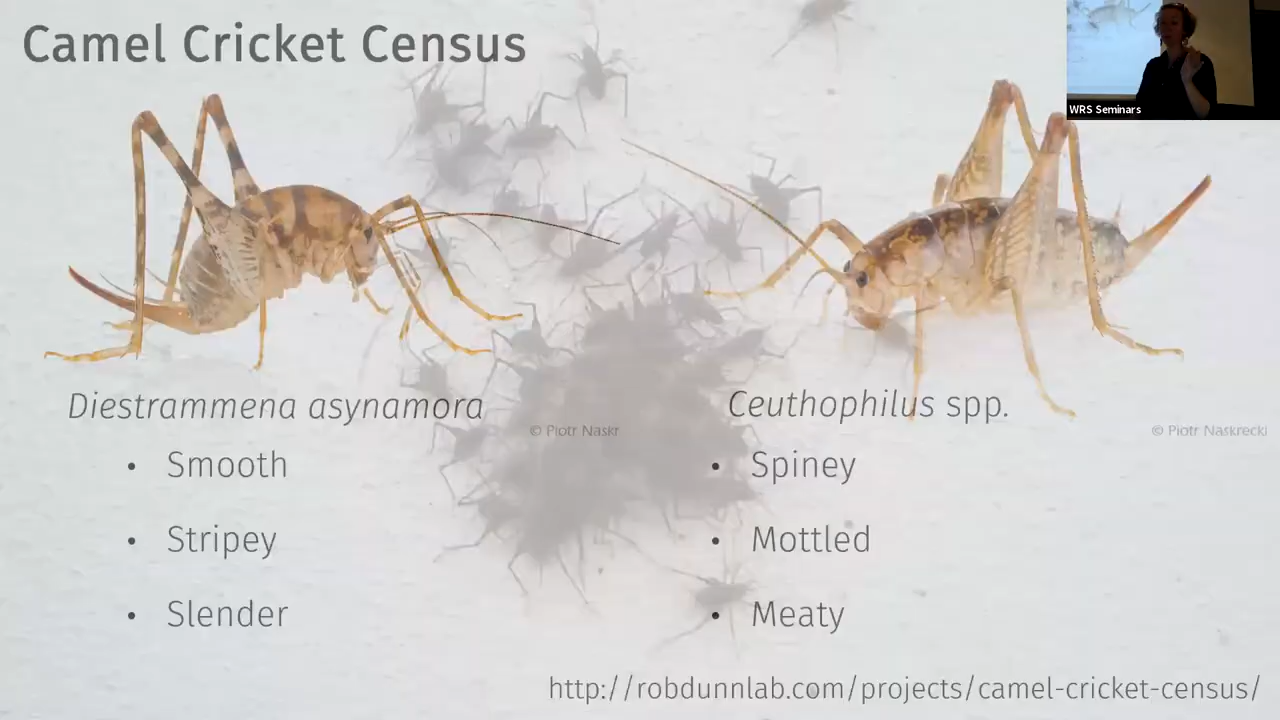 Camel Cricket Census
WRS Seminars
Diestrammena asynamora
Smooth
Stripey
Slender
© Piotr Naskr
Ceuthophilus spp.
© Piotr Naskrecki
Spiney
Mottled
Meaty
http://robdunnlab.com/projects/camel-cricket-census/